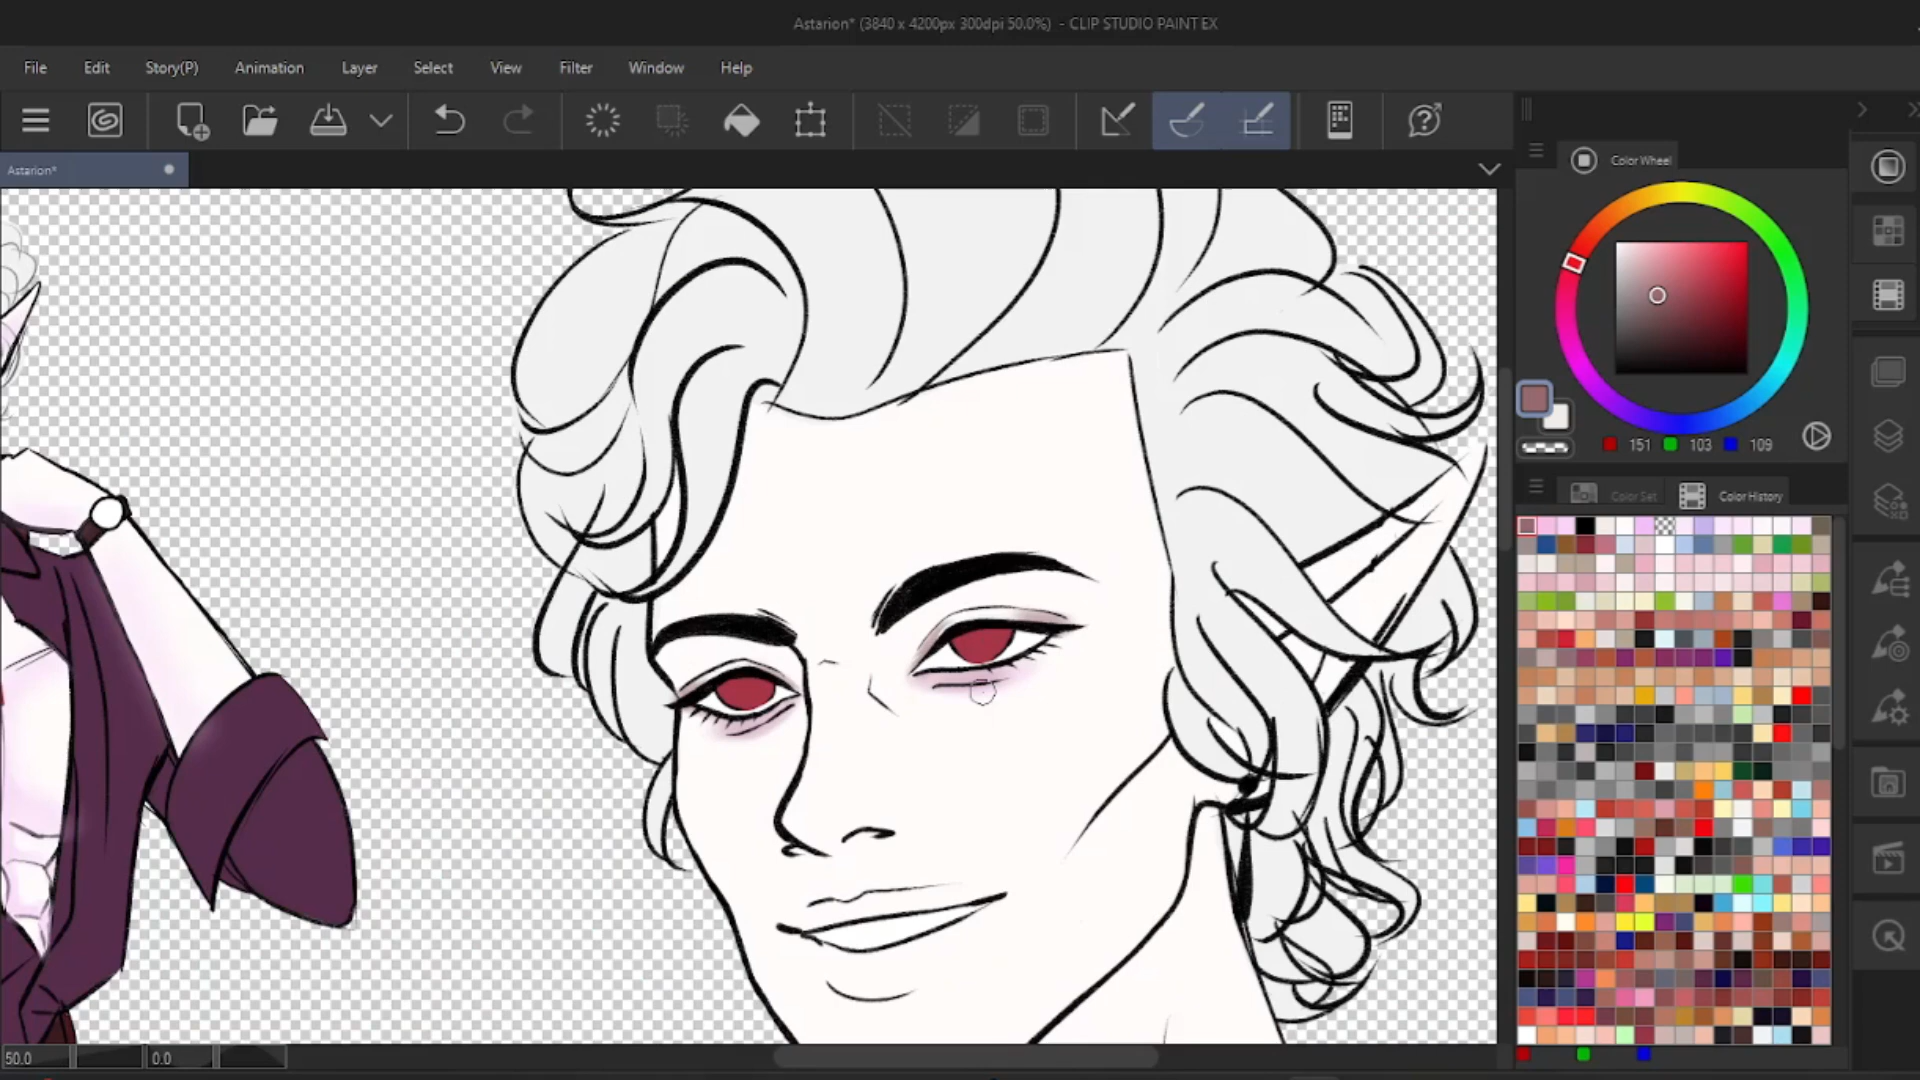 Astarion* (3840 x 4200px 300dpi 50.0%) - CLIP STUDIO PAINT EX
File Edit Story(P) Animation Layer Select View Filter Window Help
Astarion*
Color Wheel
151 103 109
Color Set Color History
50.0 0.0